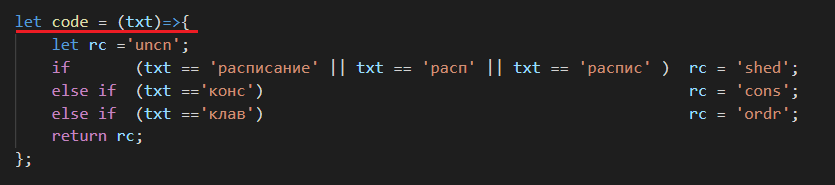 let code = (txt)=>{
let rc ='uncn';
if (txt == 'расписание' || txt == 'расп' || txt == 'распис' ) rc = 'shed';
else if (txt =='конс') rc = 'cons';
else if (txt =='клав') rc = 'ordr';
return rc;
};